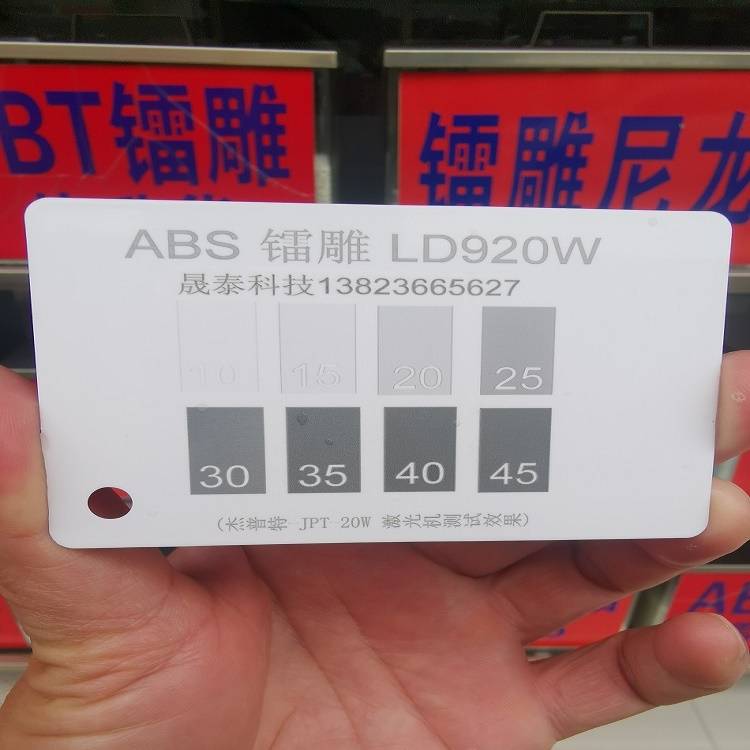 BT镭雕
镭雕尼龙
ABS 镭雕 LD920W
晟泰科技13823665627
10 15 20 25
30 35 40 45
(杰普特 JPT 20W 激光机测试效果)